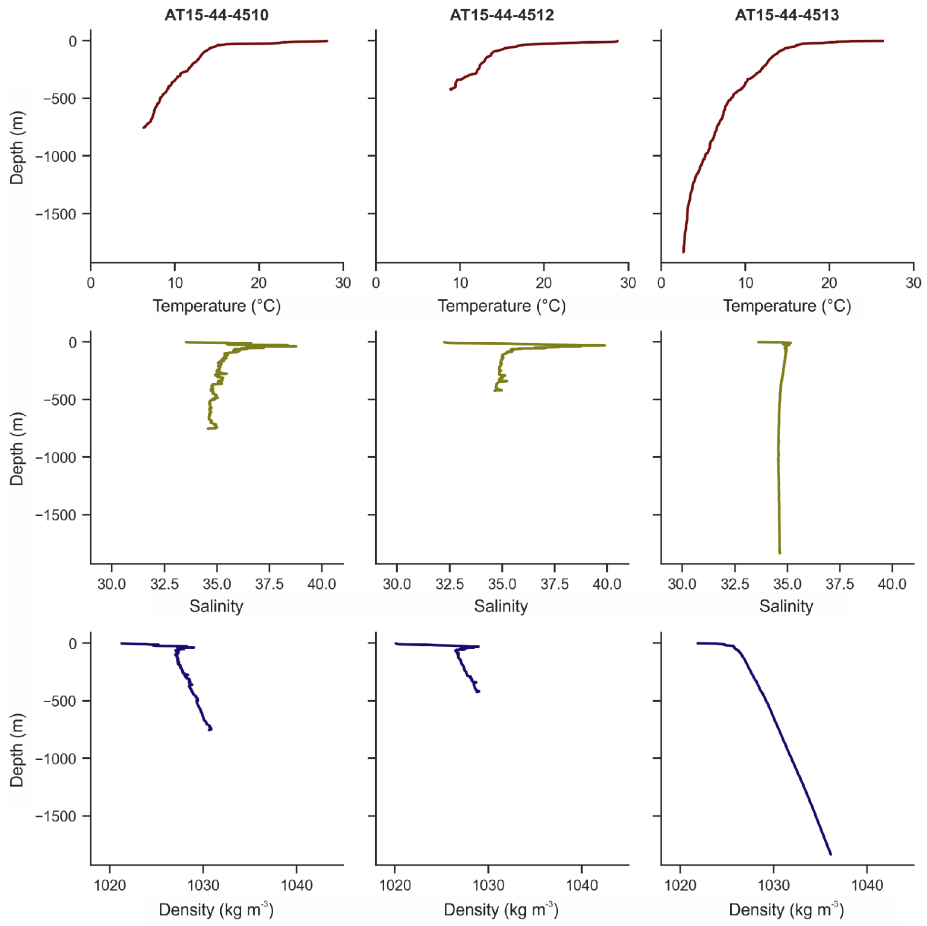 AT15-44-4510 AT15-44-4512 AT15-44-4513
0
−500
−1000
−1500
Depth (m)
0 10 20 30 0 10 20 30 0 10 20 30
Temperature (°C) Temperature (°C) Temperature (°C)
0
−500
−1000
−1500
Depth (m)
30.0 32.5 35.0 37.5 40.0 30.0 32.5 35.0 37.5 40.0 30.0 32.5 35.0 37.5 40.0
Salinity Salinity Salinity
0
−500
−1000
−1500
Depth (m)
1020 1030 1040 1020 1030 1040 1020 1030 1040
Density (kg m⁻³) Density (kg m⁻³) Density (kg m⁻³)